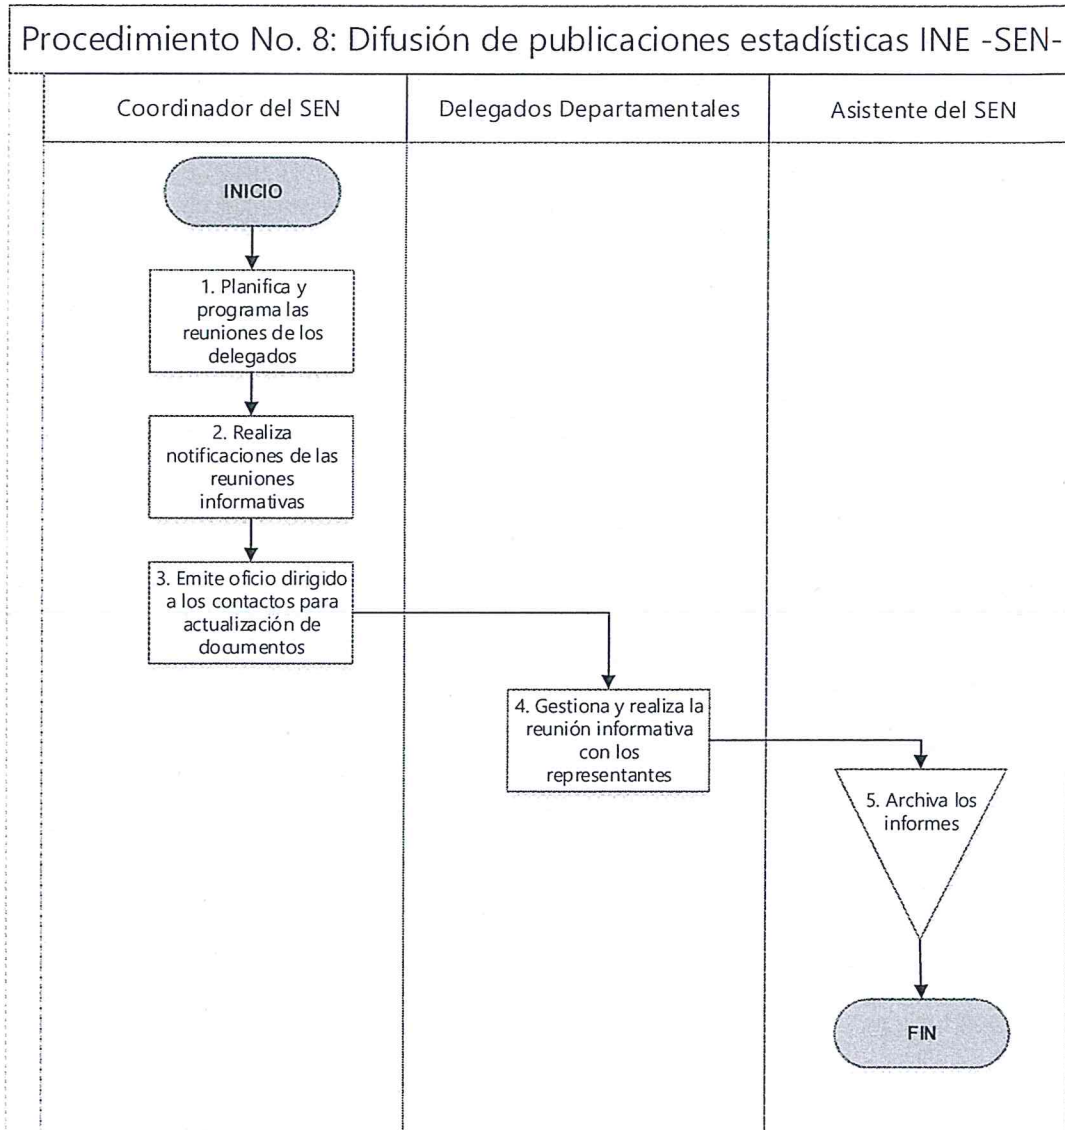 Procedimiento No. 8: Difusión de publicaciones estadísticas INE -SEN-
Coordinador del SEN
Delegados Departamentales
Asistente del SEN
INICIO
1. Planifica y
programa las
reuniones de los
delegados
2. Realiza
notificaciones de las
reuniones
informativas
3. Emite oficio dirigido
a los contactos para
actualización de
documentos
4. Gestiona y realiza la
reunión informativa
con los
representantes
5. Archiva los
informes
FIN